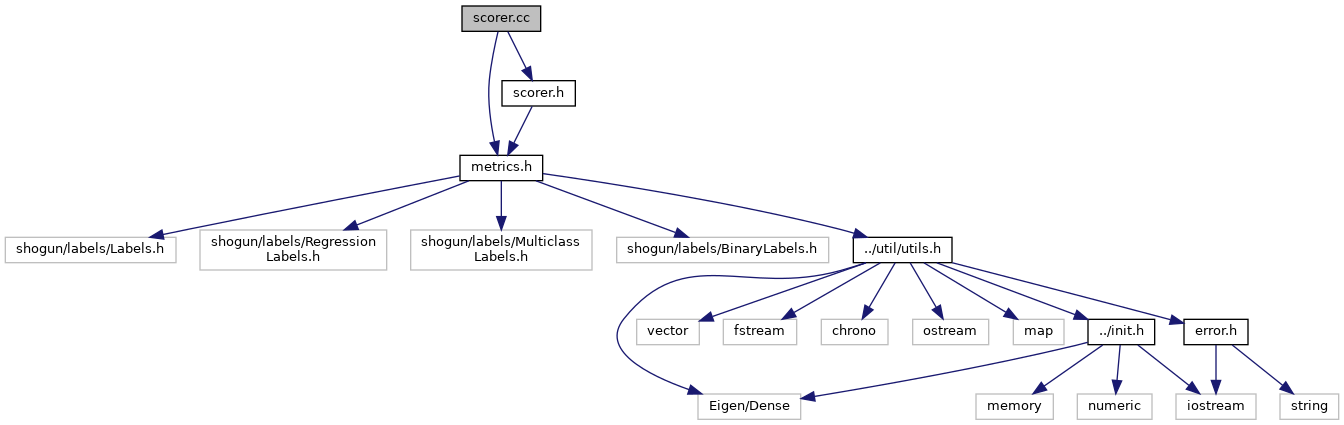 scorer.cc
scorer.h
metrics.h
shogun/labels/Labels.h
shogun/labels/Regression
Labels.h
shogun/labels/Multiclass
Labels.h
shogun/labels/BinaryLabels.h
../util/utils.h
vector
fstream
chrono
ostream
map
../init.h
error.h
Eigen/Dense
memory
numeric
iostream
string